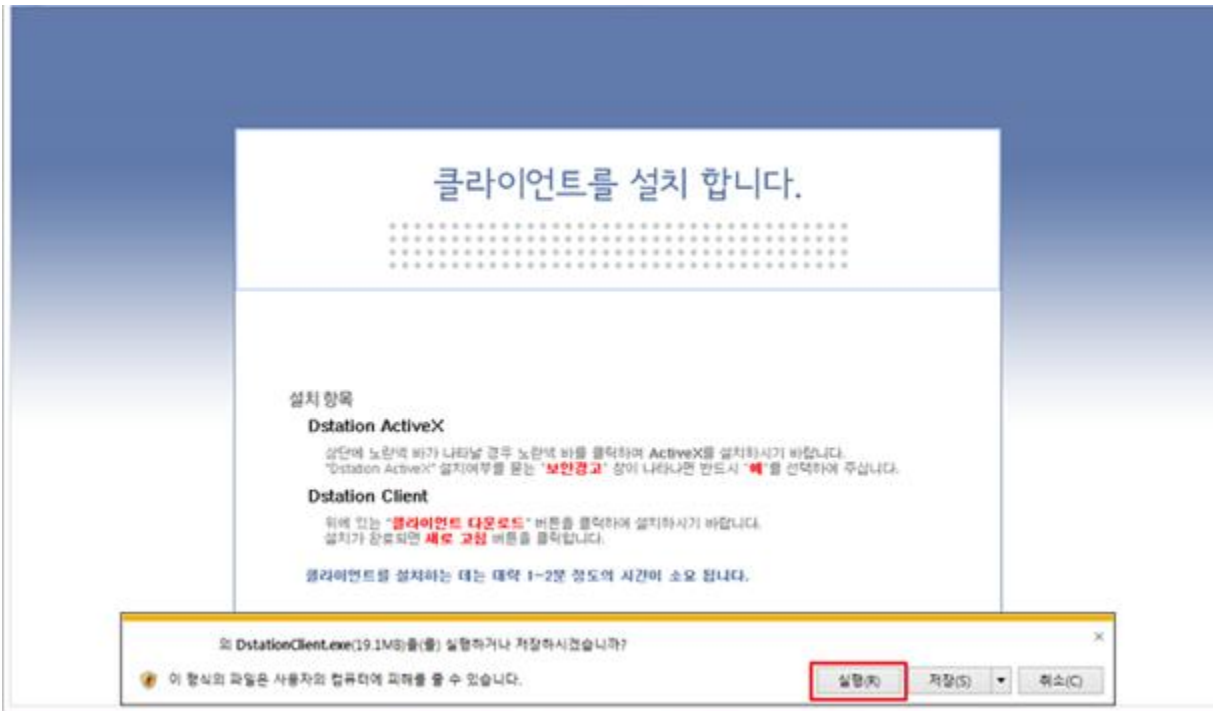 클라이언트를 설치 합니다.
설치 항목
Dstation ActiveX
상단에 노란색 바가 나타날 경우 노란색 바를 클릭하여 ActiveX를 설치하시기 바랍니다.
"Dstation ActiveX" 설치여부를 묻는 "보안경고" 창이 나타나면 반드시 "예"를 선택하여 주십니다.
Dstation Client
위에 있는 "클라이언트 다운로드" 버튼을 클릭하여 설치하시기 바랍니다.
설치가 완료되면 새로 고침 버튼을 클릭합니다.
클라이언트를 설치하는 데는 대략 1~2분 정도의 시간이 소요 됩니다.
의 DstationClient.exe(19.1MB)을(를) 실행하거나 저장하시겠습니까?
이 형식의 파일은 사용자의 컴퓨터에 피해를 줄 수 있습니다.
실행(R) 저장(S) 취소(C)